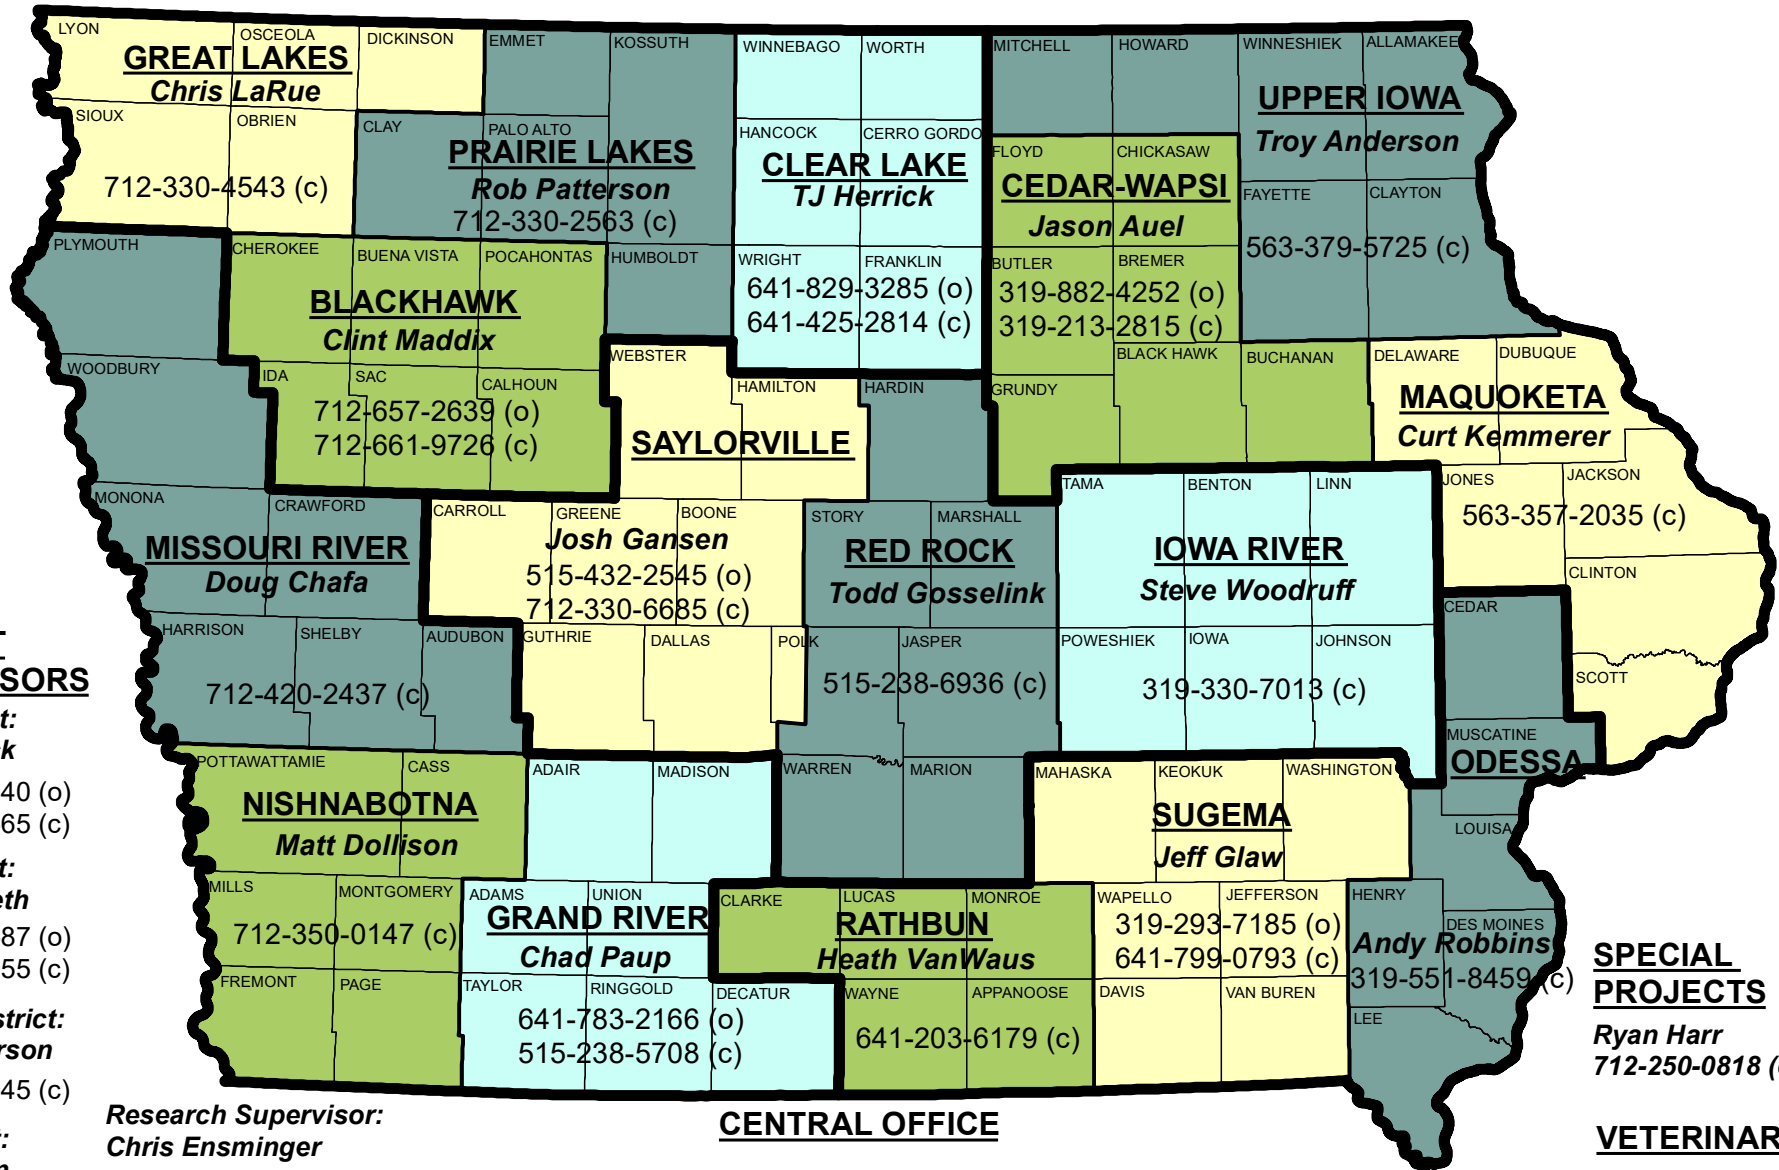 LYON
OSCEOLA
DICKINSON
EMMET
KOSSUTH
WINNEBAGO
WORTH
MITCHELL
HOWARD
WINNESHIEK
ALLAMAKEE
GREAT LAKES
Chris LaRue
SIOUX
OBRIEN
712-330-4543 (c)
CLAY
PALO ALTO
PRAIRIE LAKES
Rob Patterson
712-330-2563 (c)
HANCOCK
CERRO GORDO
CLEAR LAKE
TJ Herrick
FLOYD
CHICKASAW
CEDAR-WAPSI
Jason Auel
UPPER IOWA
Troy Anderson
FAYETTE
CLAYTON
563-379-5725 (c)
PLYMOUTH
CHEROKEE
BUENA VISTA
POCAHONTAS
HUMBOLDT
WRIGHT
FRANKLIN
641-829-3285 (o)
641-425-2814 (c)
BUTLER
BREMER
319-882-4252 (o)
319-213-2815 (c)
BLACKHAWK
Clint Maddix
WOODBURY
IDA
SAC
CALHOUN
712-657-2639 (o)
712-661-9726 (c)
WEBSTER
HAMILTON
HARDIN
GRUNDY
BLACK HAWK
BUCHANAN
DELAWARE
DUBUQUE
MAQUOKETA
Curt Kemmerer
SAYLORVILLE
MONONA
CRAWFORD
CARROLL
GREENE
BOONE
STORY
MARSHALL
TAMA
BENTON
LINN
JONES
JACKSON
563-357-2035 (c)
MISSOURI RIVER
Doug Chafa
Josh Gansen
515-432-2545 (o)
712-330-6685 (c)
RED ROCK
Todd Gosselink
IOWA RIVER
Steve Woodruff
CLINTON
CEDAR
HARRISON
SHELBY
AUDUBON
GUTHRIE
DALLAS
POLK
JASPER
POWESHIEK
IOWA
JOHNSON
SCOTT
712-420-2437 (c)
515-238-6936 (c)
319-330-7013 (c)
MUSCATINE
ODESSA
POTTAWATTAMIE
CASS
ADAIR
MADISON
WARREN
MARION
MAHASKA
KEOKUK
WASHINGTON
LOUISA
NISHNABOTNA
Matt Dollison
SUGEMA
Jeff Glaw
MILLS
MONTGOMERY
ADAMS
UNION
CLARKE
LUCAS
MONROE
WAPELLO
JEFFERSON
HENRY
DES MOINES
712-350-0147 (c)
GRAND RIVER
Chad Paup
RATHBUN
Heath VanWaus
319-293-7185 (o)
641-799-0793 (c)
Andy Robbins
319-551-8459 (c)
FREMONT
PAGE
TAYLOR
RINGGOLD
DECATUR
WAYNE
APPANOOSE
DAVIS
VAN BUREN
LEE
641-783-2166 (o)
515-238-5708 (c)
641-203-6179 (c)
SORS
t:
k
40 (o)
65 (c)
t:
eth
87 (o)
55 (c)
strict:
rson
45 (c)
Research Supervisor:
Chris Ensminger
CENTRAL OFFICE
SPECIAL
PROJECTS
Ryan Harr
712-250-0818 (
VETERINAR